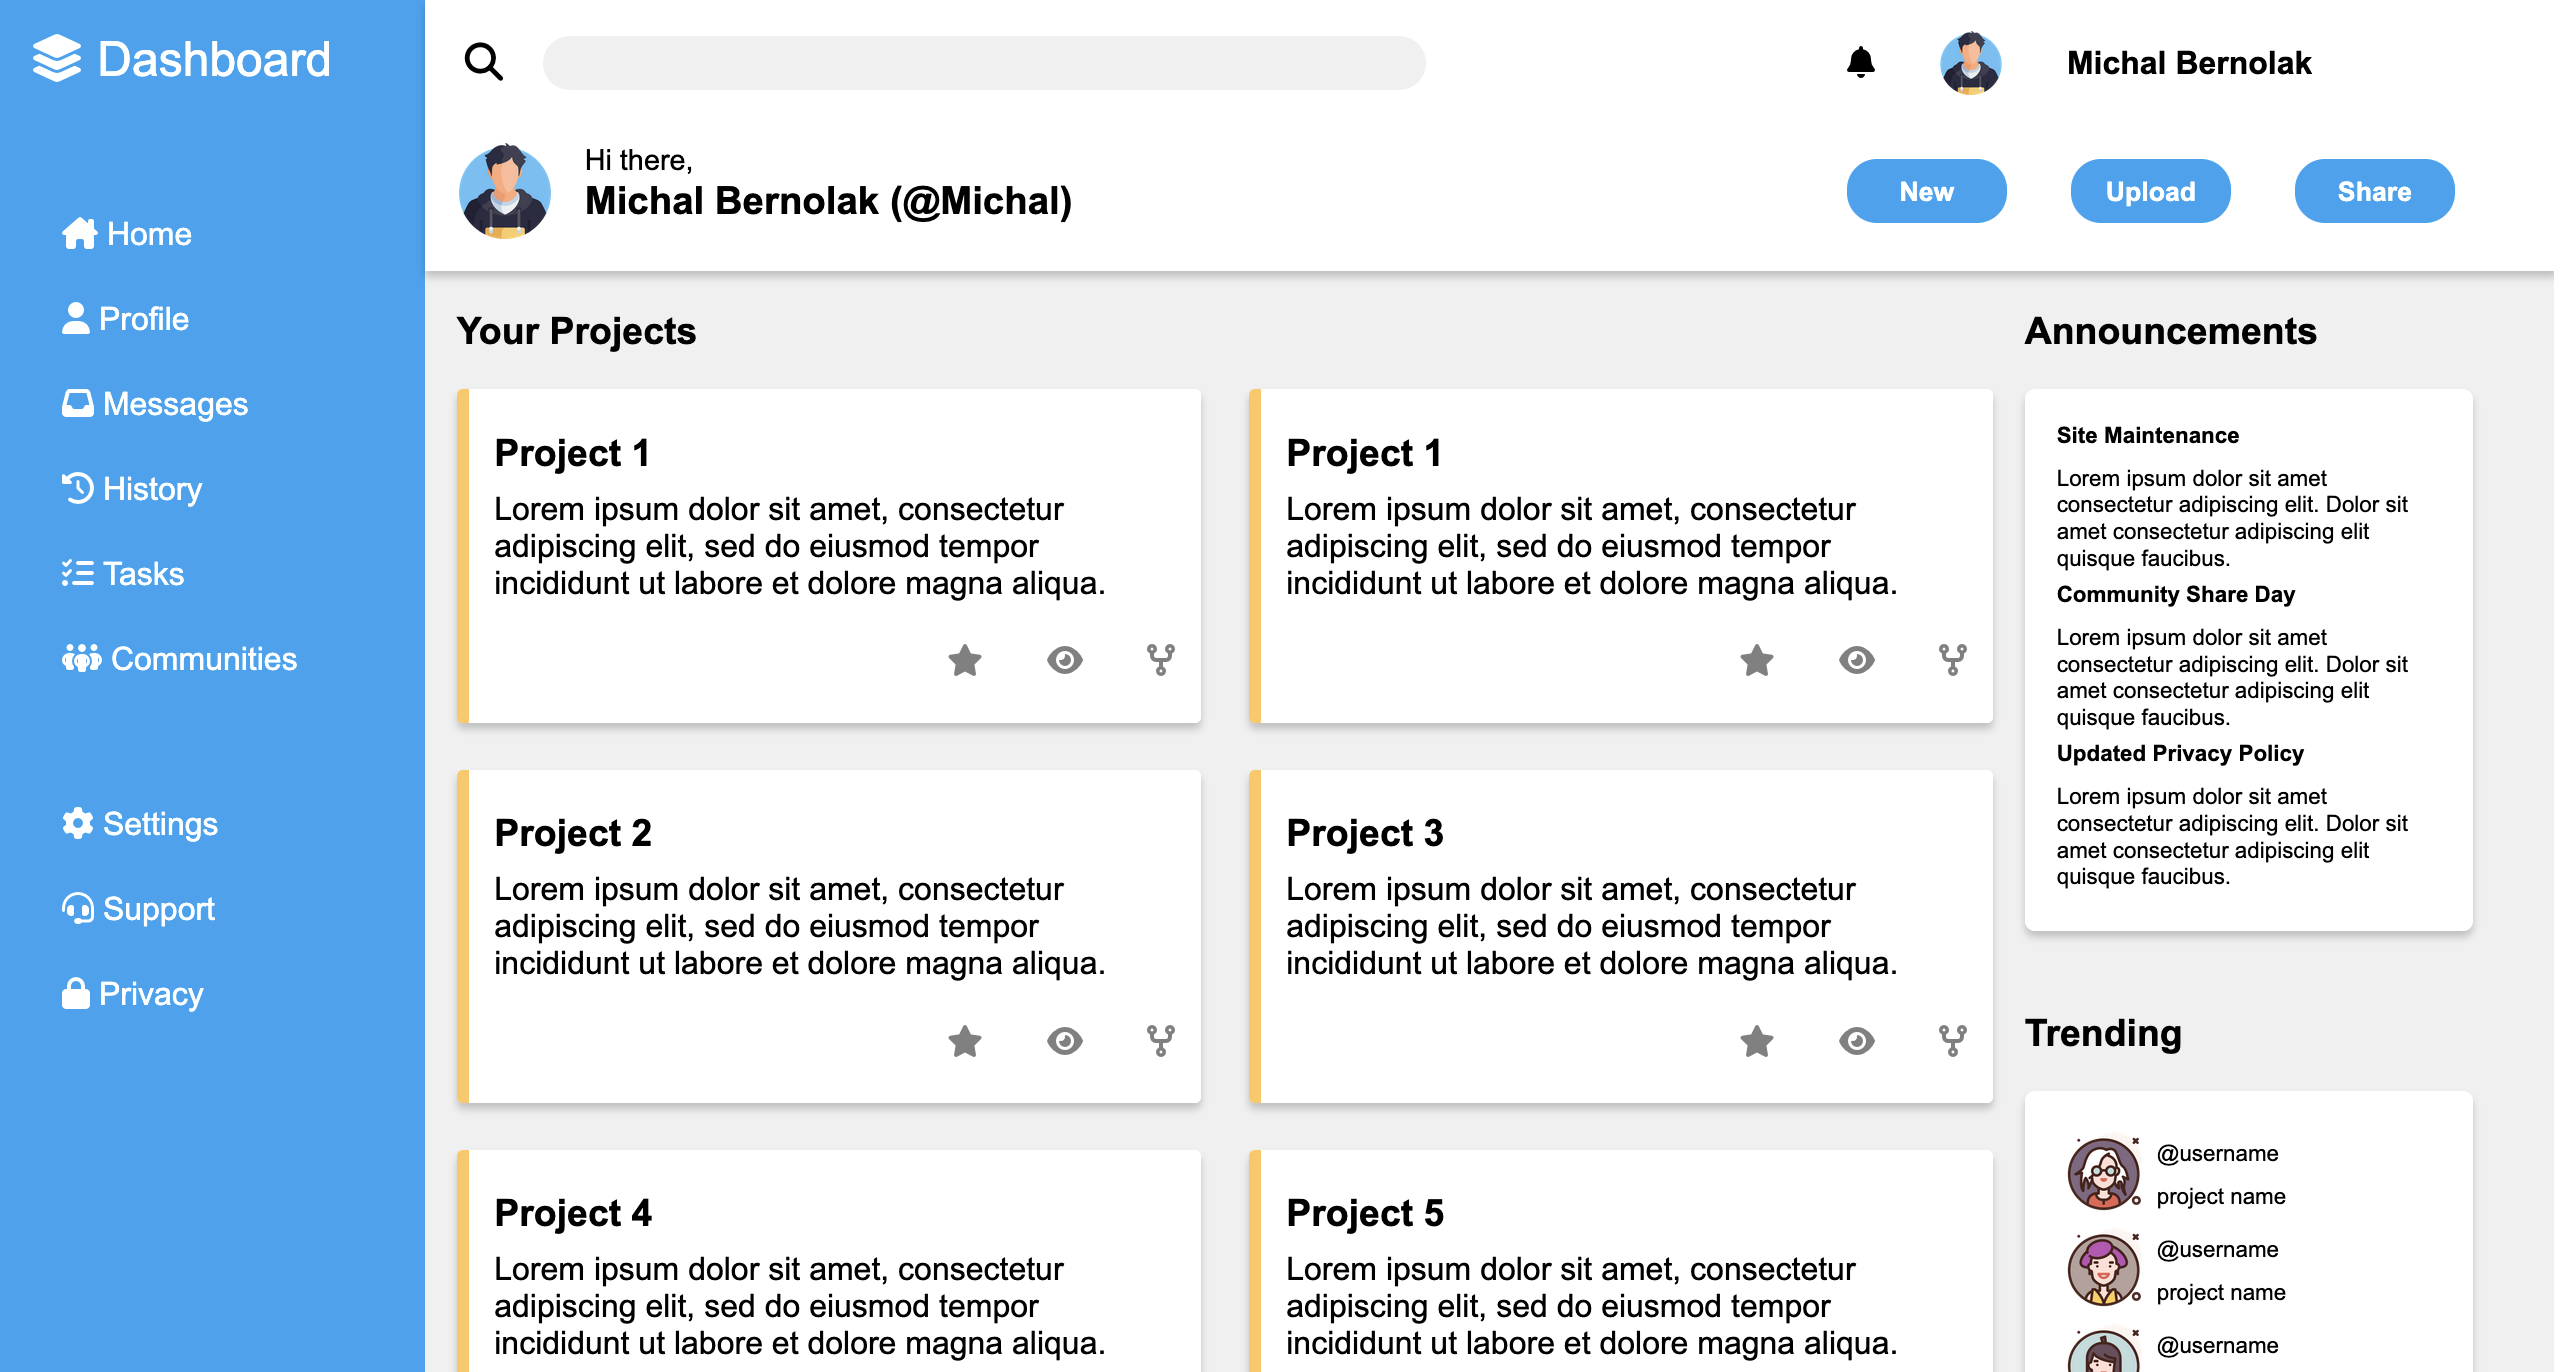 Dashboard
Home
Profile
Messages
History
Tasks
Communities
Settings
Support
Privacy
Michal Bernolak
Hi there,
Michal Bernolak (@Michal)
New
Upload
Share
Your Projects
Project 1
Lorem ipsum dolor sit amet, consectetur
adipiscing elit, sed do eiusmod tempor
incididunt ut labore et dolore magna aliqua.
Project 1
Lorem ipsum dolor sit amet, consectetur
adipiscing elit, sed do eiusmod tempor
incididunt ut labore et dolore magna aliqua.
Project 2
Lorem ipsum dolor sit amet, consectetur
adipiscing elit, sed do eiusmod tempor
incididunt ut labore et dolore magna aliqua.
Project 3
Lorem ipsum dolor sit amet, consectetur
adipiscing elit, sed do eiusmod tempor
incididunt ut labore et dolore magna aliqua.
Project 4
Lorem ipsum dolor sit amet, consectetur
adipiscing elit, sed do eiusmod tempor
incididunt ut labore et dolore magna aliqua.
Project 5
Lorem ipsum dolor sit amet, consectetur
adipiscing elit, sed do eiusmod tempor
incididunt ut labore et dolore magna aliqua.
Announcements
Site Maintenance
Lorem ipsum dolor sit amet
consectetur adipiscing elit. Dolor sit
amet consectetur adipiscing elit
quisque faucibus.
Community Share Day
Lorem ipsum dolor sit amet
consectetur adipiscing elit. Dolor sit
amet consectetur adipiscing elit
quisque faucibus.
Updated Privacy Policy
Lorem ipsum dolor sit amet
consectetur adipiscing elit. Dolor sit
amet consectetur adipiscing elit
quisque faucibus.
Trending
@username
project name
@username
project name
@username